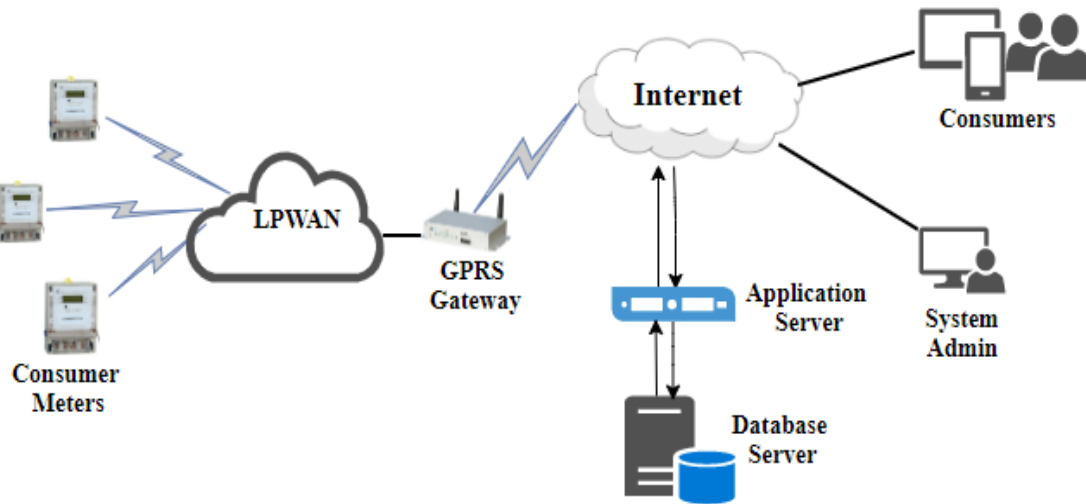 Internet
Consumers
LPWAN
GPRS
Gateway
Application
Server
System
Admin
Consumer
Meters
Database
Server